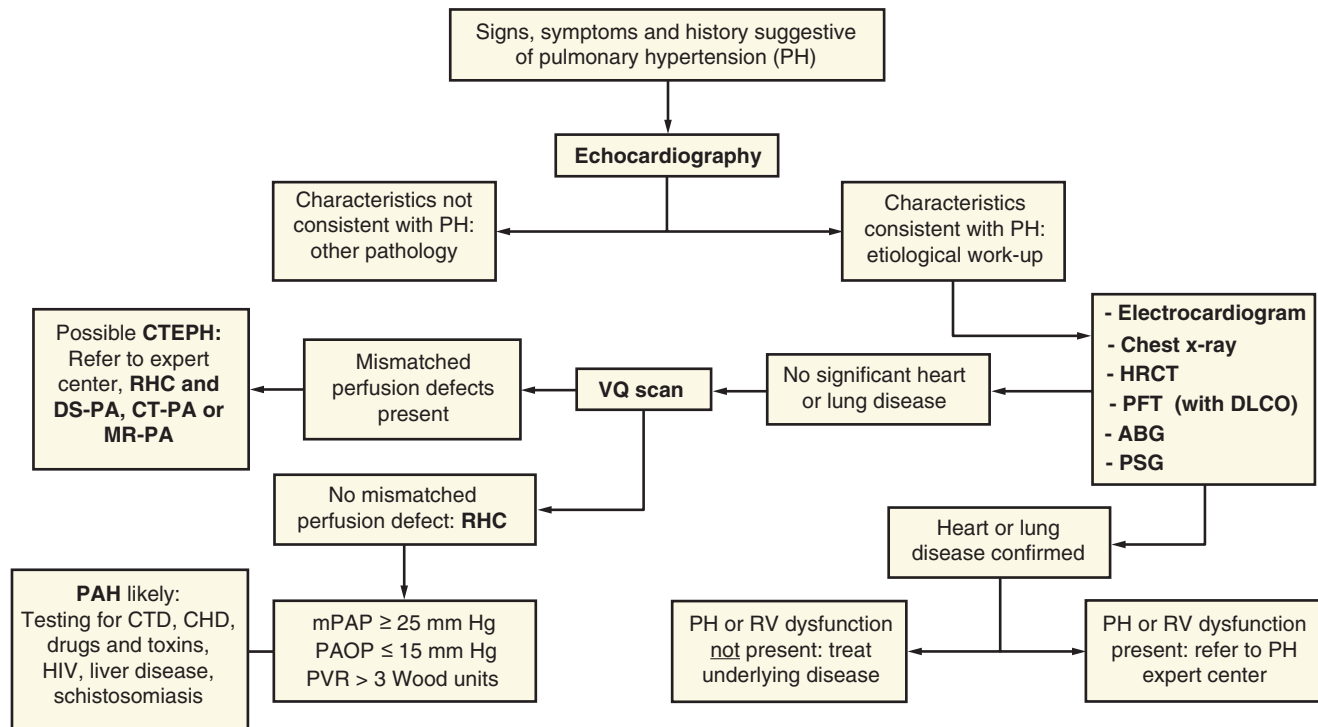 Signs, symptoms and history suggestive
of pulmonary hypertension (PH)
Echocardiography
Characteristics not
consistent with PH:
other pathology
Characteristics
consistent with PH:
etiological work-up
- Electrocardiogram
- Chest x-ray
- HRCT
- PFT (with DLCO)
- ABG
- PSG
No significant heart
or lung disease
VQ scan
Mismatched
perfusion defects
present
Possible CTEPH:
Refer to expert
center, RHC and
DS-PA, CT-PA or
MR-PA
No mismatched
perfusion defect: RHC
mPAP ≥ 25 mm Hg
PAOP ≤ 15 mm Hg
PVR > 3 Wood units
PAH likely:
Testing for CTD, CHD,
drugs and toxins,
HIV, liver disease,
schistosomiasis
Heart or lung
disease confirmed
PH or RV dysfunction
not present: treat
underlying disease
PH or RV dysfunction
present: refer to PH
expert center